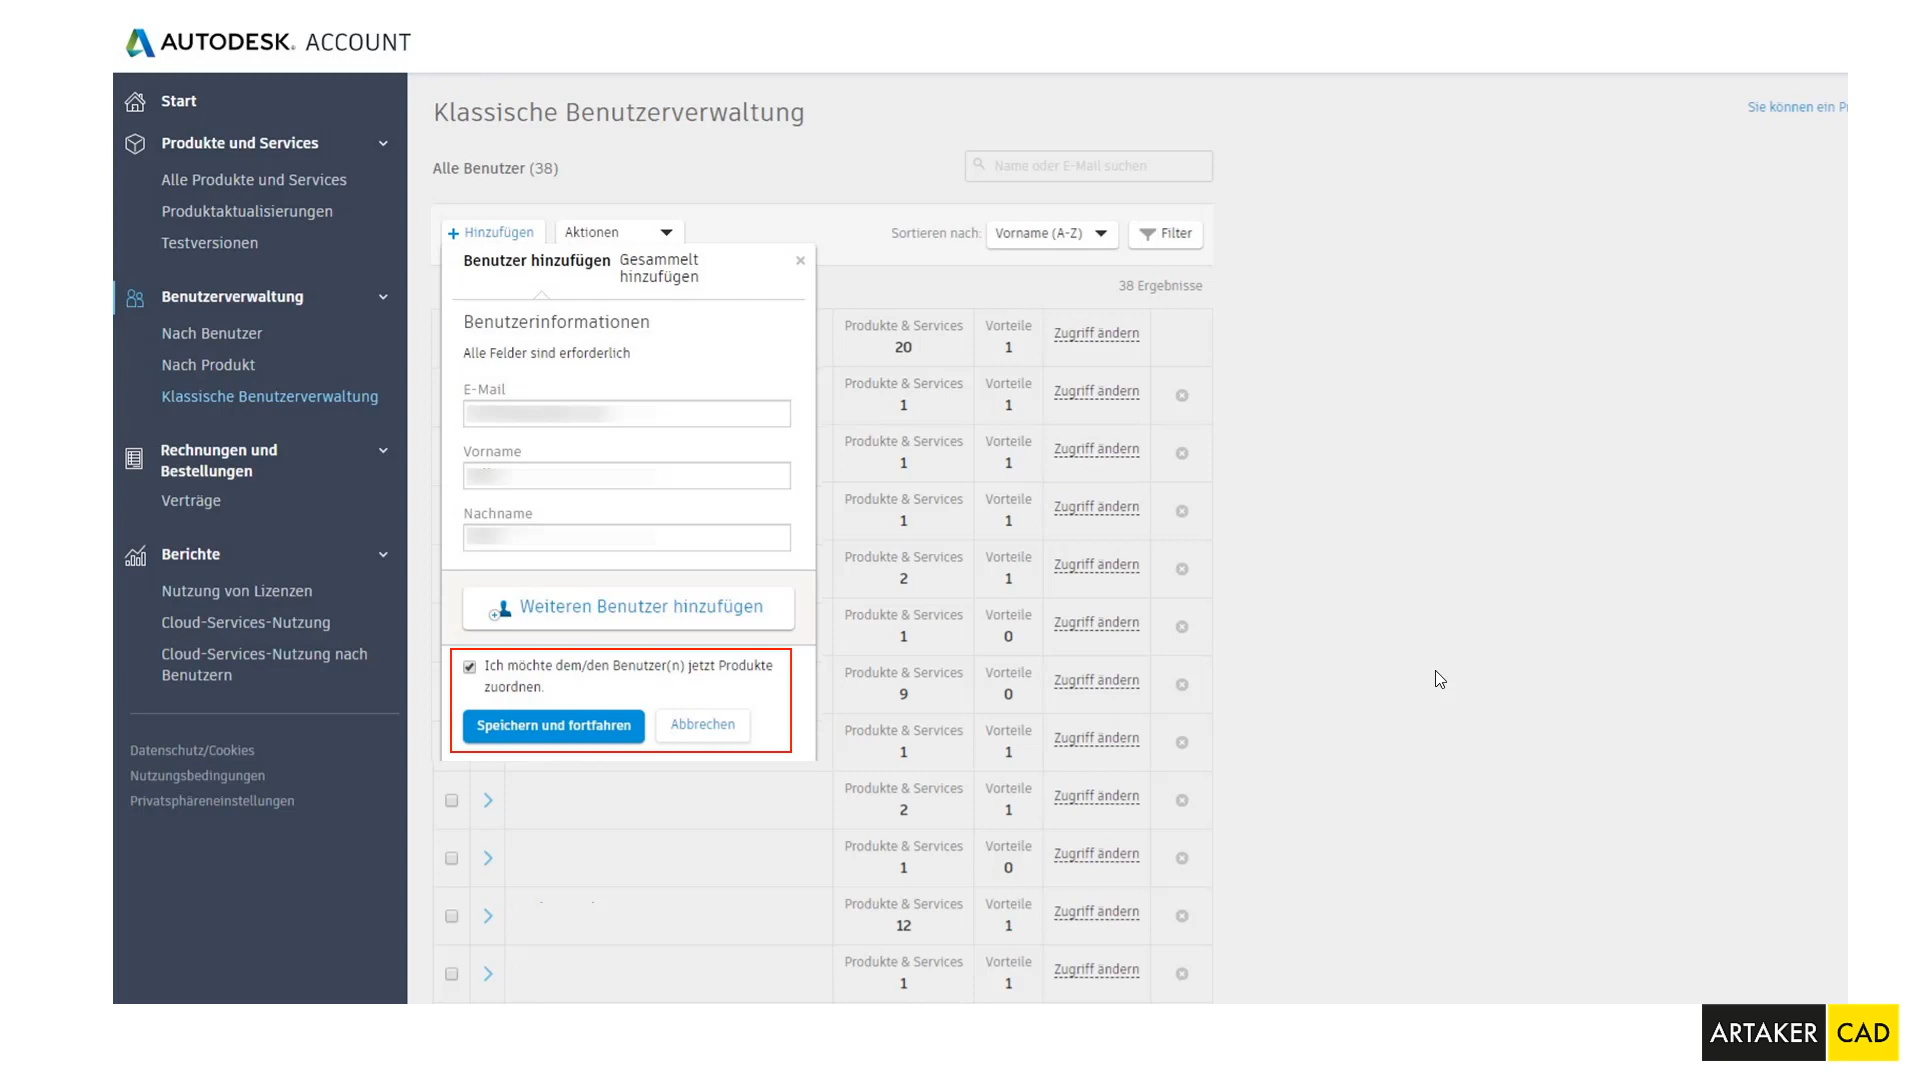 AUTODESK. ACCOUNT
Start
Produkte und Services
Alle Produkte und Services
Produktaktualisierungen
Testversionen
Benutzerverwaltung
Nach Benutzer
Nach Produkt
Klassische Benutzerverwaltung
Rechnungen und
Bestellungen
Verträge
Berichte
Nutzung von Lizenzen
Cloud-Services-Nutzung
Cloud-Services-Nutzung nach
Benutzern
Datenschutz/Cookies
Nutzungsbedingungen
Privatsphäreneinstellungen
Klassische Benutzerverwaltung
Sie können ein
Alle Benutzer (38)
Name oder E-Mail suchen
+ Hinzufügen
Aktionen
Sortieren nach: Vorname (A-Z)
Filter
38 Ergebnisse
Benutzer hinzufügen
Gesammelt
hinzufügen
×
Benutzerinformationen
Alle Felder sind erforderlich
E-Mail
Vorname
Nachname
Weiteren Benutzer hinzufügen
Ich möchte dem/den Benutzer(n) jetzt Produkte
zuordnen.
Speichern und fortfahren
Abbrechen
Produkte & Services Vorteile Zugriff ändern
20 1
Produkte & Services Vorteile Zugriff ändern
1 1
Produkte & Services Vorteile Zugriff ändern
1 1
Produkte & Services Vorteile Zugriff ändern
1 1
Produkte & Services Vorteile Zugriff ändern
2 1
Produkte & Services Vorteile Zugriff ändern
1 0
Produkte & Services Vorteile Zugriff ändern
9 0
Produkte & Services Vorteile Zugriff ändern
1 1
Produkte & Services Vorteile Zugriff ändern
2 1
Produkte & Services Vorteile Zugriff ändern
1 0
Produkte & Services Vorteile Zugriff ändern
12 1
Produkte & Services Vorteile Zugriff ändern
1 1
ARTAKER CAD